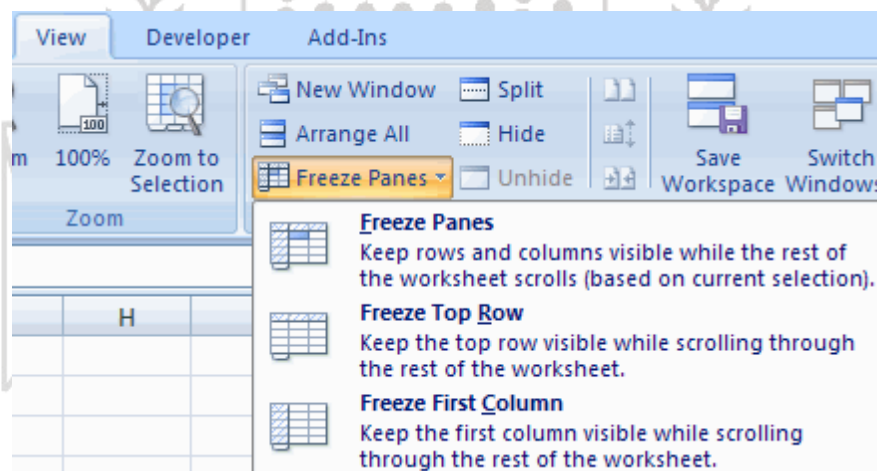 View Developer Add-Ins
New Window Split
Arrange All Hide
m 100% Zoom to Selection Freeze Panes Unhide Save Workspace Switch Windows
100
Zoom
Freeze Panes
Keep rows and columns visible while the rest of
the worksheet scrolls (based on current selection).
H
Freeze Top Row
Keep the top row visible while scrolling through
the rest of the worksheet.
Freeze First Column
Keep the first column visible while scrolling
through the rest of the worksheet.